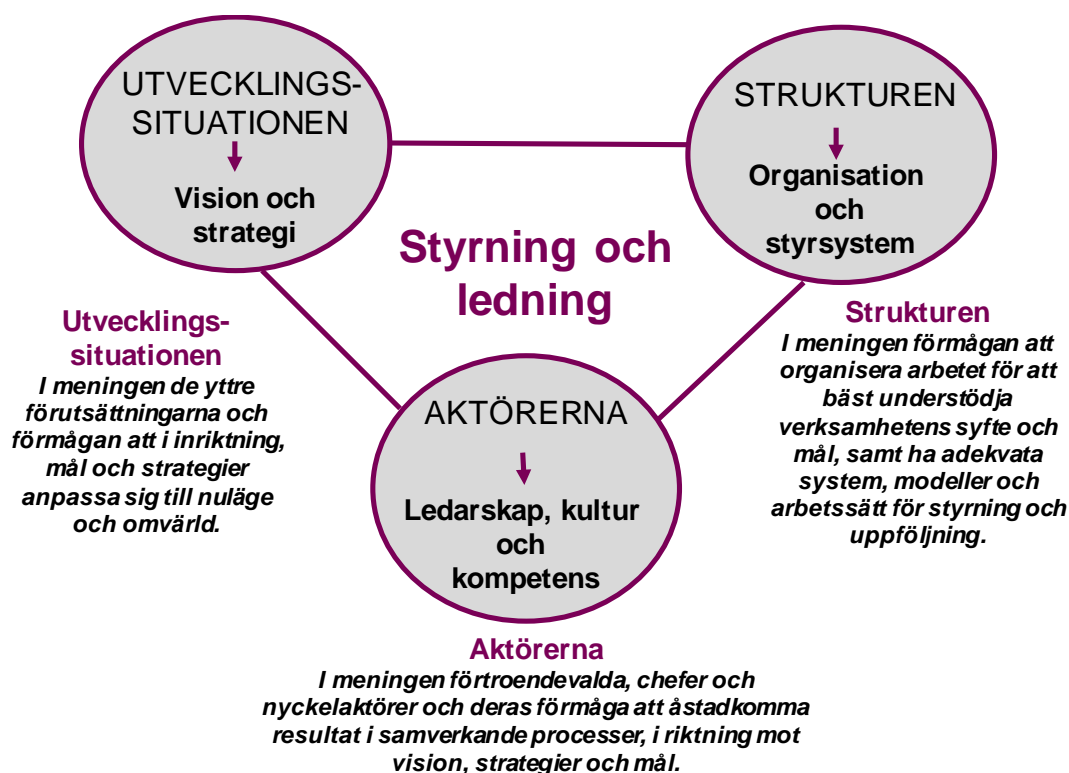 UTVECKLINGS-
SITUATIONEN
Vision och
strategi
STRUKTUREN
Organisation
och
styrsystem
Styrning och
ledning
Utvecklings-
situationen
I meningen de yttre
förutsättningarna och
förmågan att i inriktning,
mål och strategier
anpassa sig till nuläge
och omvärld.
Strukturen
I meningen förmågan att
organisera arbetet för att
bäst understödja
verksamhetens syfte och
mål, samt ha adekvata
system, modeller och
arbetssätt för styrning och
uppföljning.
AKTÖRERNA
Ledarskap, kultur
och
kompetens
Aktörerna
I meningen förtroendevalda, chefer och
nyckelaktörer och deras förmåga att åstadkomma
resultat i samverkande processer, i riktning mot
vision, strategier och mål.